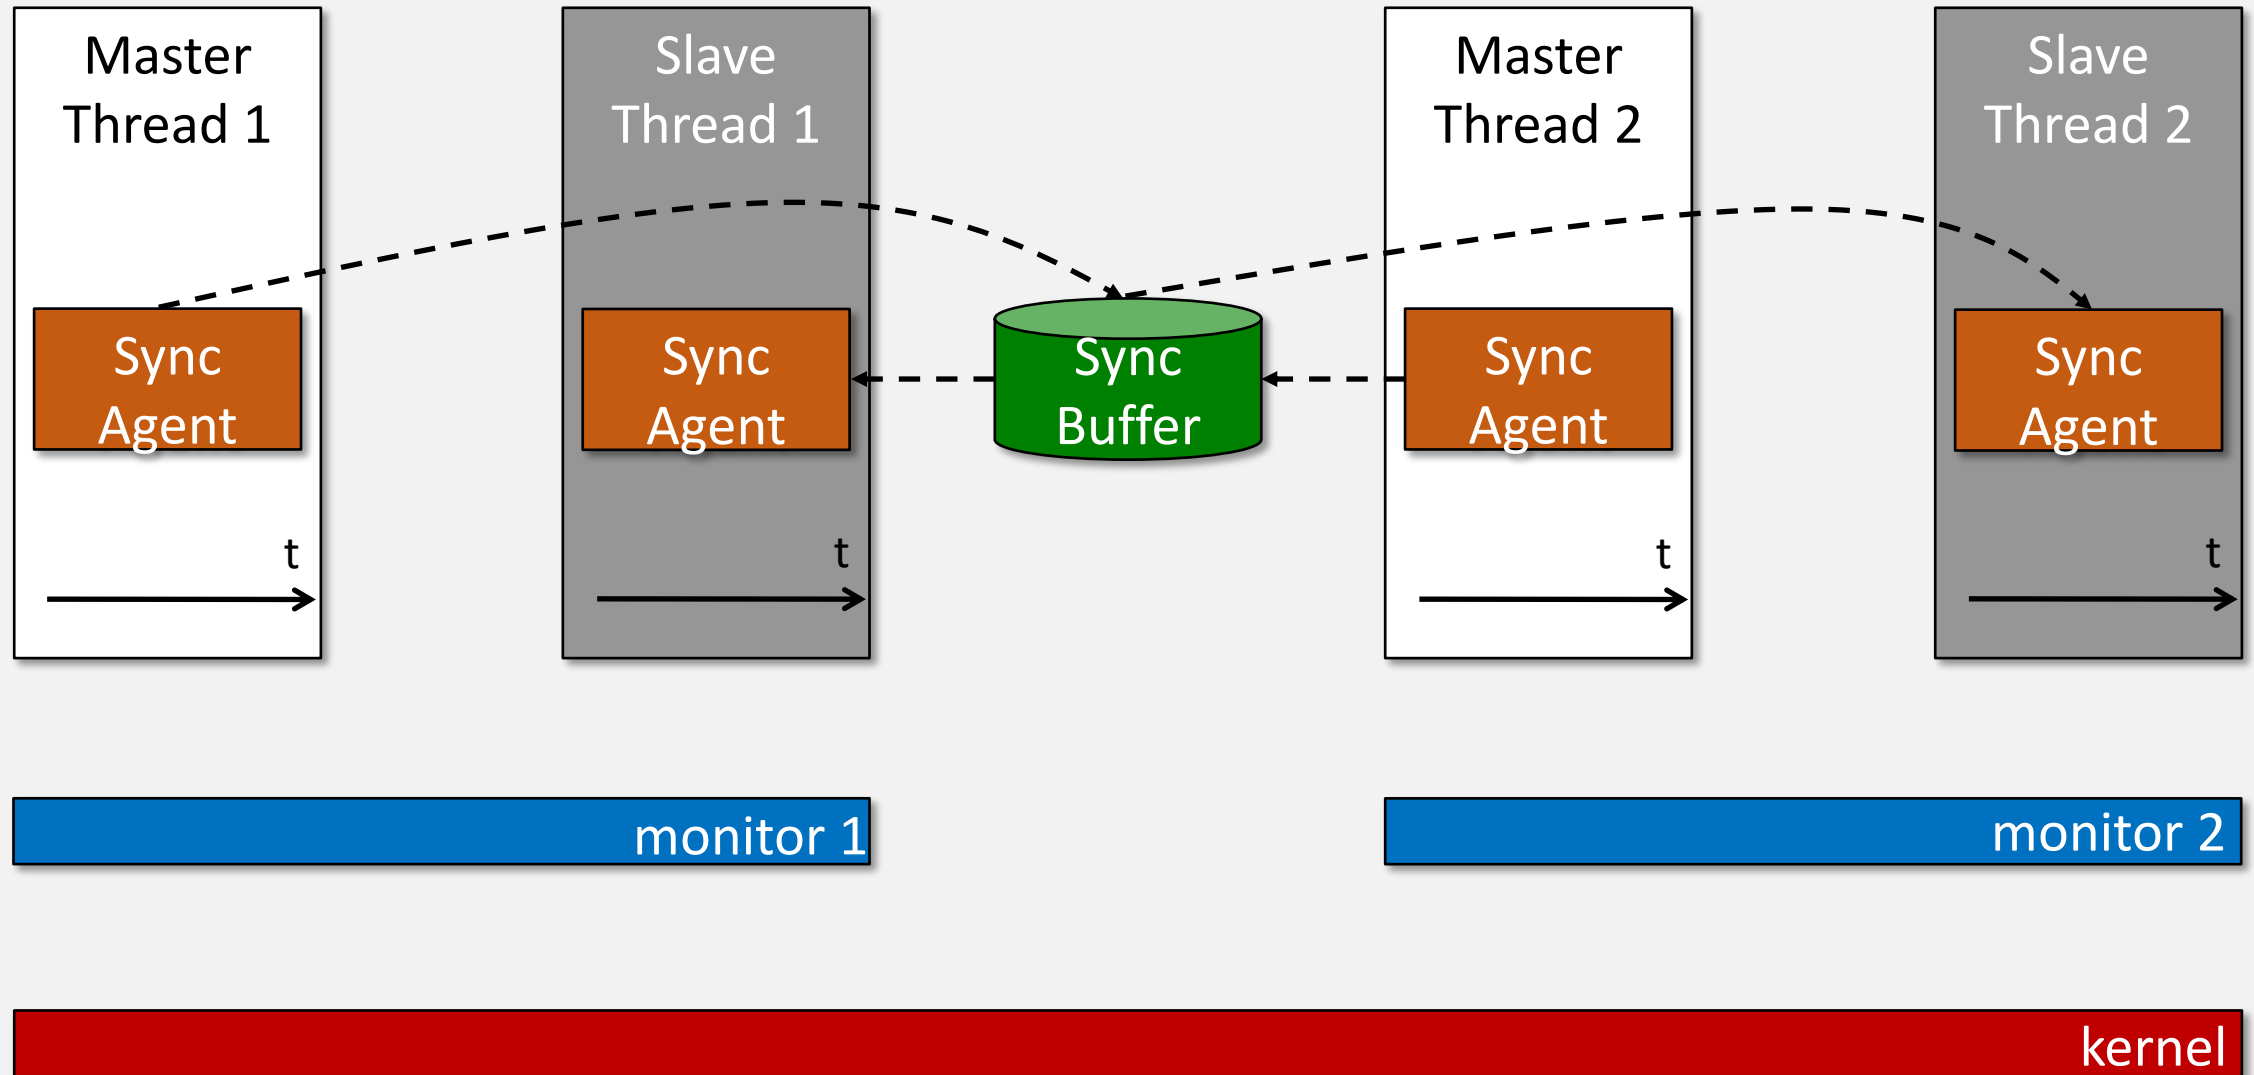 Master
Thread 1
Slave
Thread 1
Master
Thread 2
Slave
Thread 2
Sync
Agent
Sync
Agent
Sync
Buffer
Sync
Agent
Sync
Agent
t
t
t
t
monitor 1
monitor 2
kernel